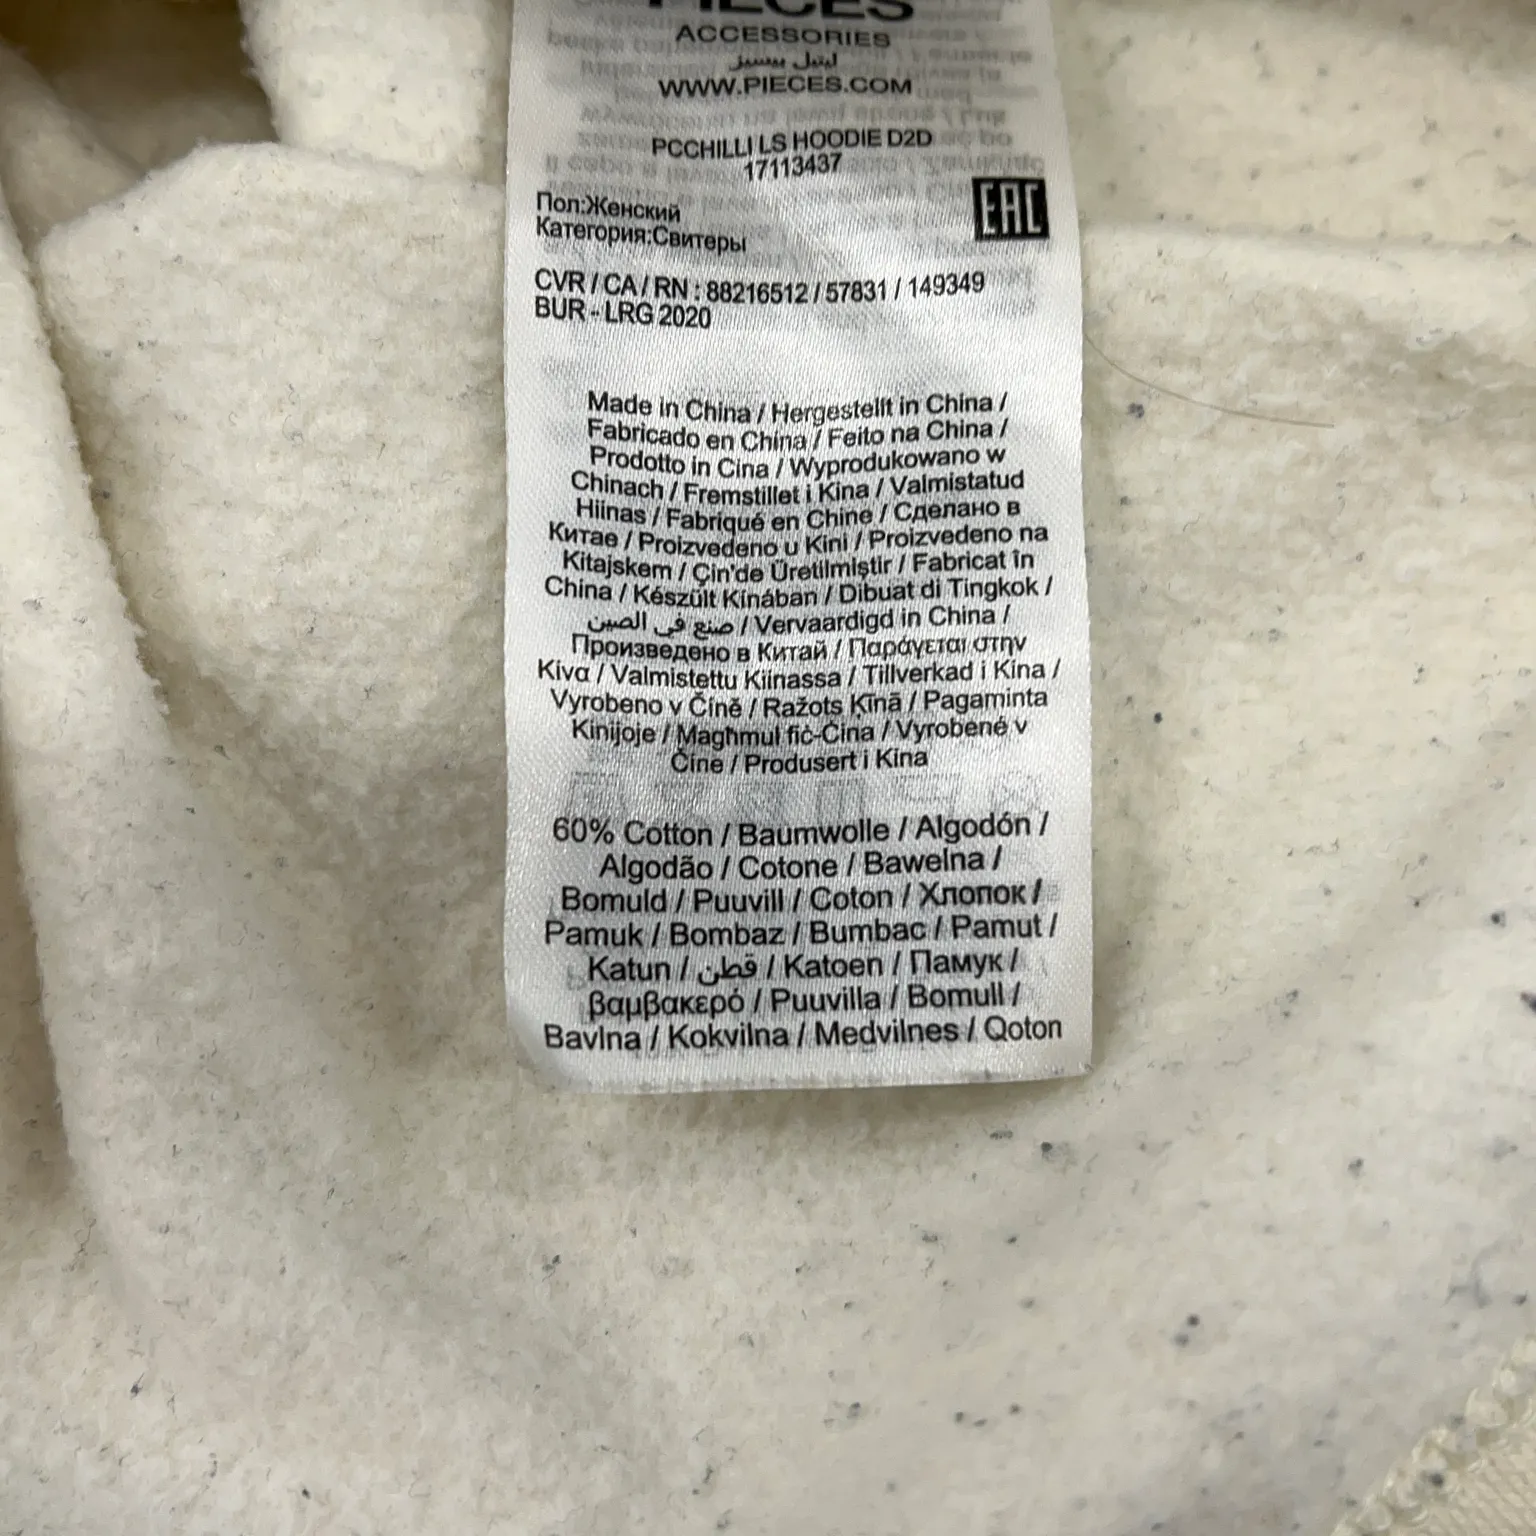 PIECES
ACCESSORIES
ليتيل بيسيز
WWW.PIECES.COM
PCCHILLI LS HOODIE D2D
17113437
Пол:Женский
Категория:Свитеры
EAC
CVR / CA / RN : 88216512 / 57831 / 149349
BUR - LRG 2020
Made in China / Hergestellt in China /
Fabricado en China / Feito na China /
Prodotto in Cina / Wyprodukowano w
Chinach / Fremstillet i Kina / Valmistatud
Hiinas / Fabriqué en Chine / Сделано в
Китае / Proizvedeno u Kini / Proizvedeno na
Kitajskem / Çin'de Üretilmiştir / Fabricat în
China / Készült Kínában / Dibuat di Tingkok /
صنع في الصين / Vervaardigd in China /
Произведено в Китай / Παράγεται στην
Κίνα / Valmistettu Kiinassa / Tillverkad i Kina /
Vyrobeno v Číně / Ražots Ķīnā / Pagaminta
Kinijoje / Magħmul fiċ-Ċina / Vyrobené v
Číne / Produsert i Kina
60% Cotton / Baumwolle / Algodón /
Algodão / Cotone / Bawełna /
Bomuld / Puuvill / Coton / Хлопок /
Pamuk / Bombaz / Bumbac / Pamut /
Katun / قطن / Katoen / Памук /
βαμβακερό / Puuvilla / Bomull /
Bavlna / Kokvilna / Medvilnes / Qoton